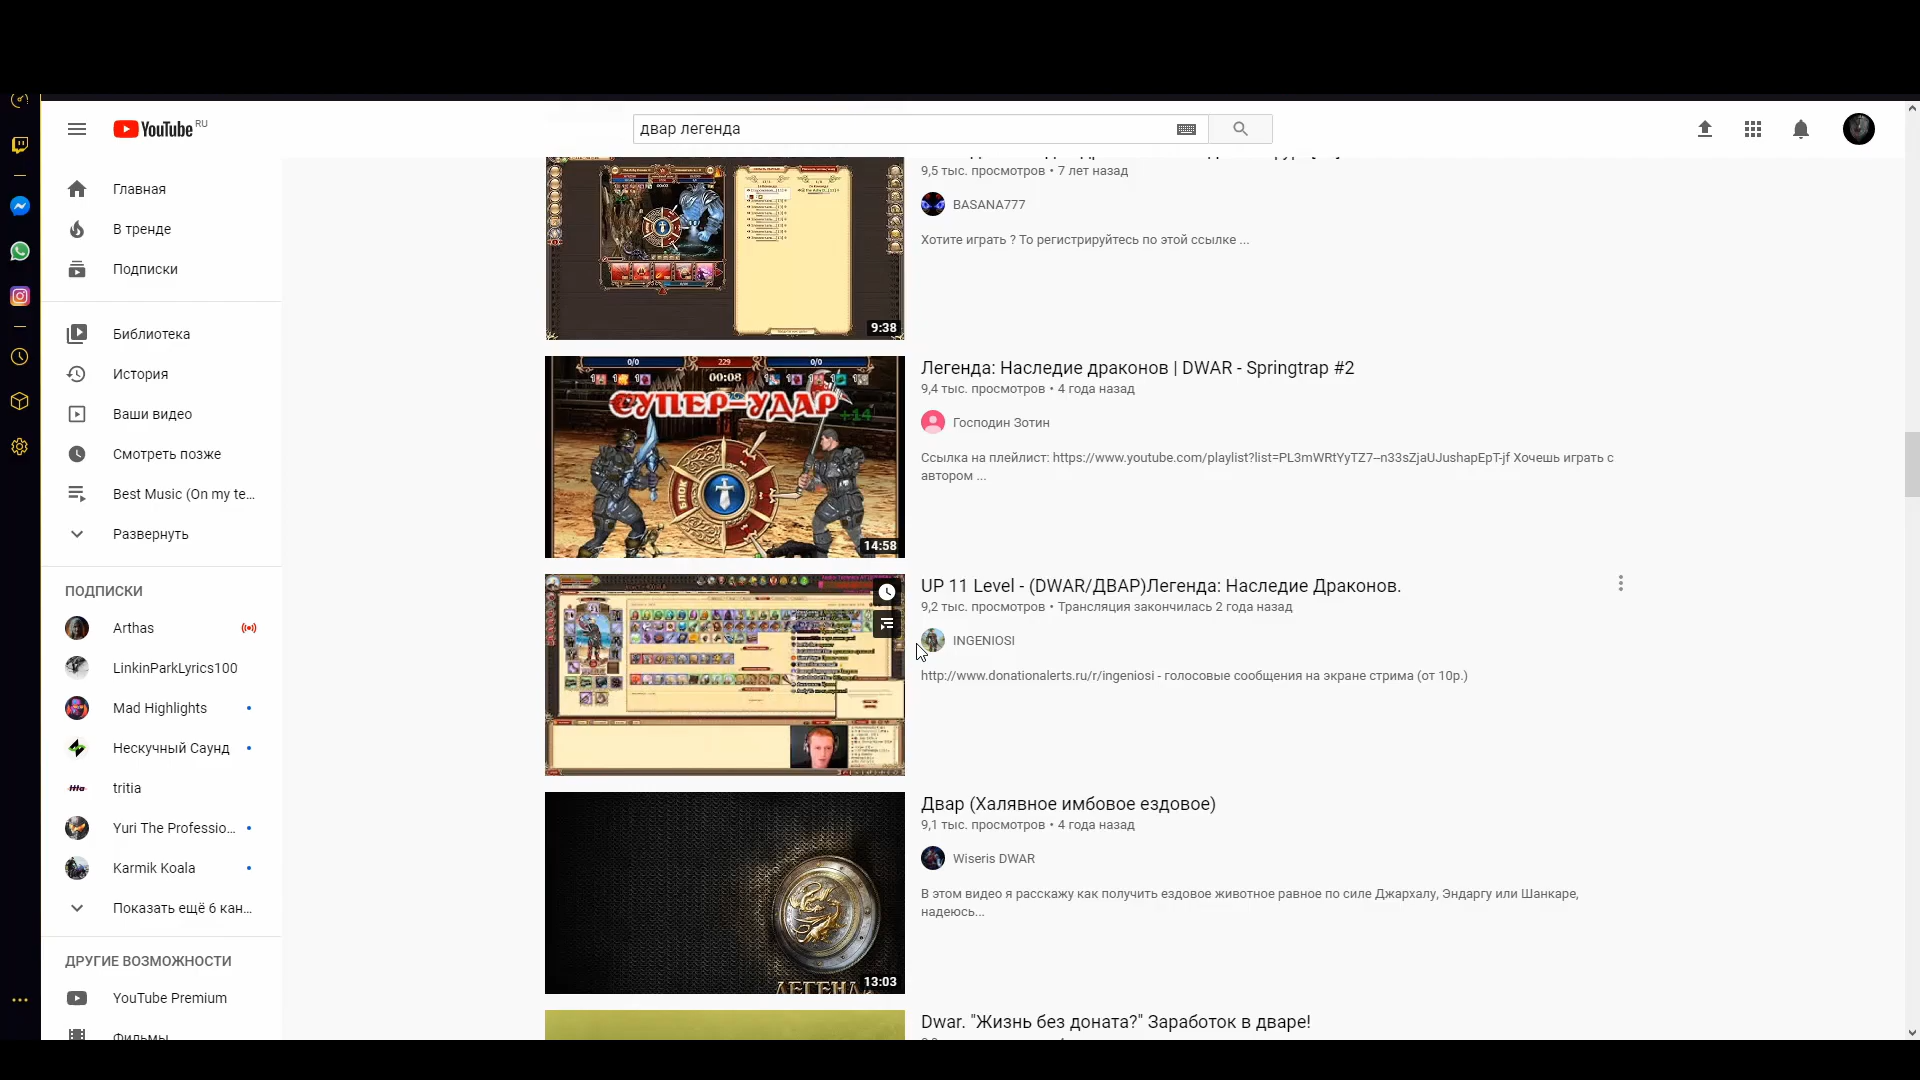 YouTube RU
двар легенда
Главная
В тренде
Подписки
Библиотека
История
Ваши видео
Смотреть позже
Best Music (On my te...
Развернуть
ПОДПИСКИ
Arthas
LinkinParkLyrics100
Mad Highlights
Нескучный Саунд
tritia
Yuri The Professio...
Karmik Koala
Показать ещё 6 кан...
ДРУГИЕ ВОЗМОЖНОСТИ
YouTube Premium
Фильмы
9,5 тыс. просмотров • 7 лет назад
BASANA777
Хотите играть ? То регистрируйтесь по этой ссылке ...
9:38
0/0 229 0/0
00:08
СУПЕР-УДАР
+14
БЛОК
14:58
Легенда: Наследие драконов | DWAR - Springtrap #2
9,4 тыс. просмотров • 4 года назад
Господин Зотин
Ссылка на плейлист: https://www.youtube.com/playlist?list=PL3mWRtYyTZ7--n33sZjaUJushapEpT-jf Хочешь играть с
автором ...
UP 11 Level - (DWAR/ДВАР)Легенда: Наследие Драконов.
9,2 тыс. просмотров • Трансляция закончилась 2 года назад
INGENIOSI
http://www.donationalerts.ru/r/ingeniosi - голосовые сообщения на экране стрима (от 10р.)
Двар (Халявное имбовое ездовое)
9,1 тыс. просмотров • 4 года назад
Wiseris DWAR
В этом видео я расскажу как получить ездовое животное равное по силе Джархалу, Эндаргу или Шанкаре,
надеюсь...
ЛЕГЕНД
13:03
Dwar. "Жизнь без доната?" Заработок в дваре!